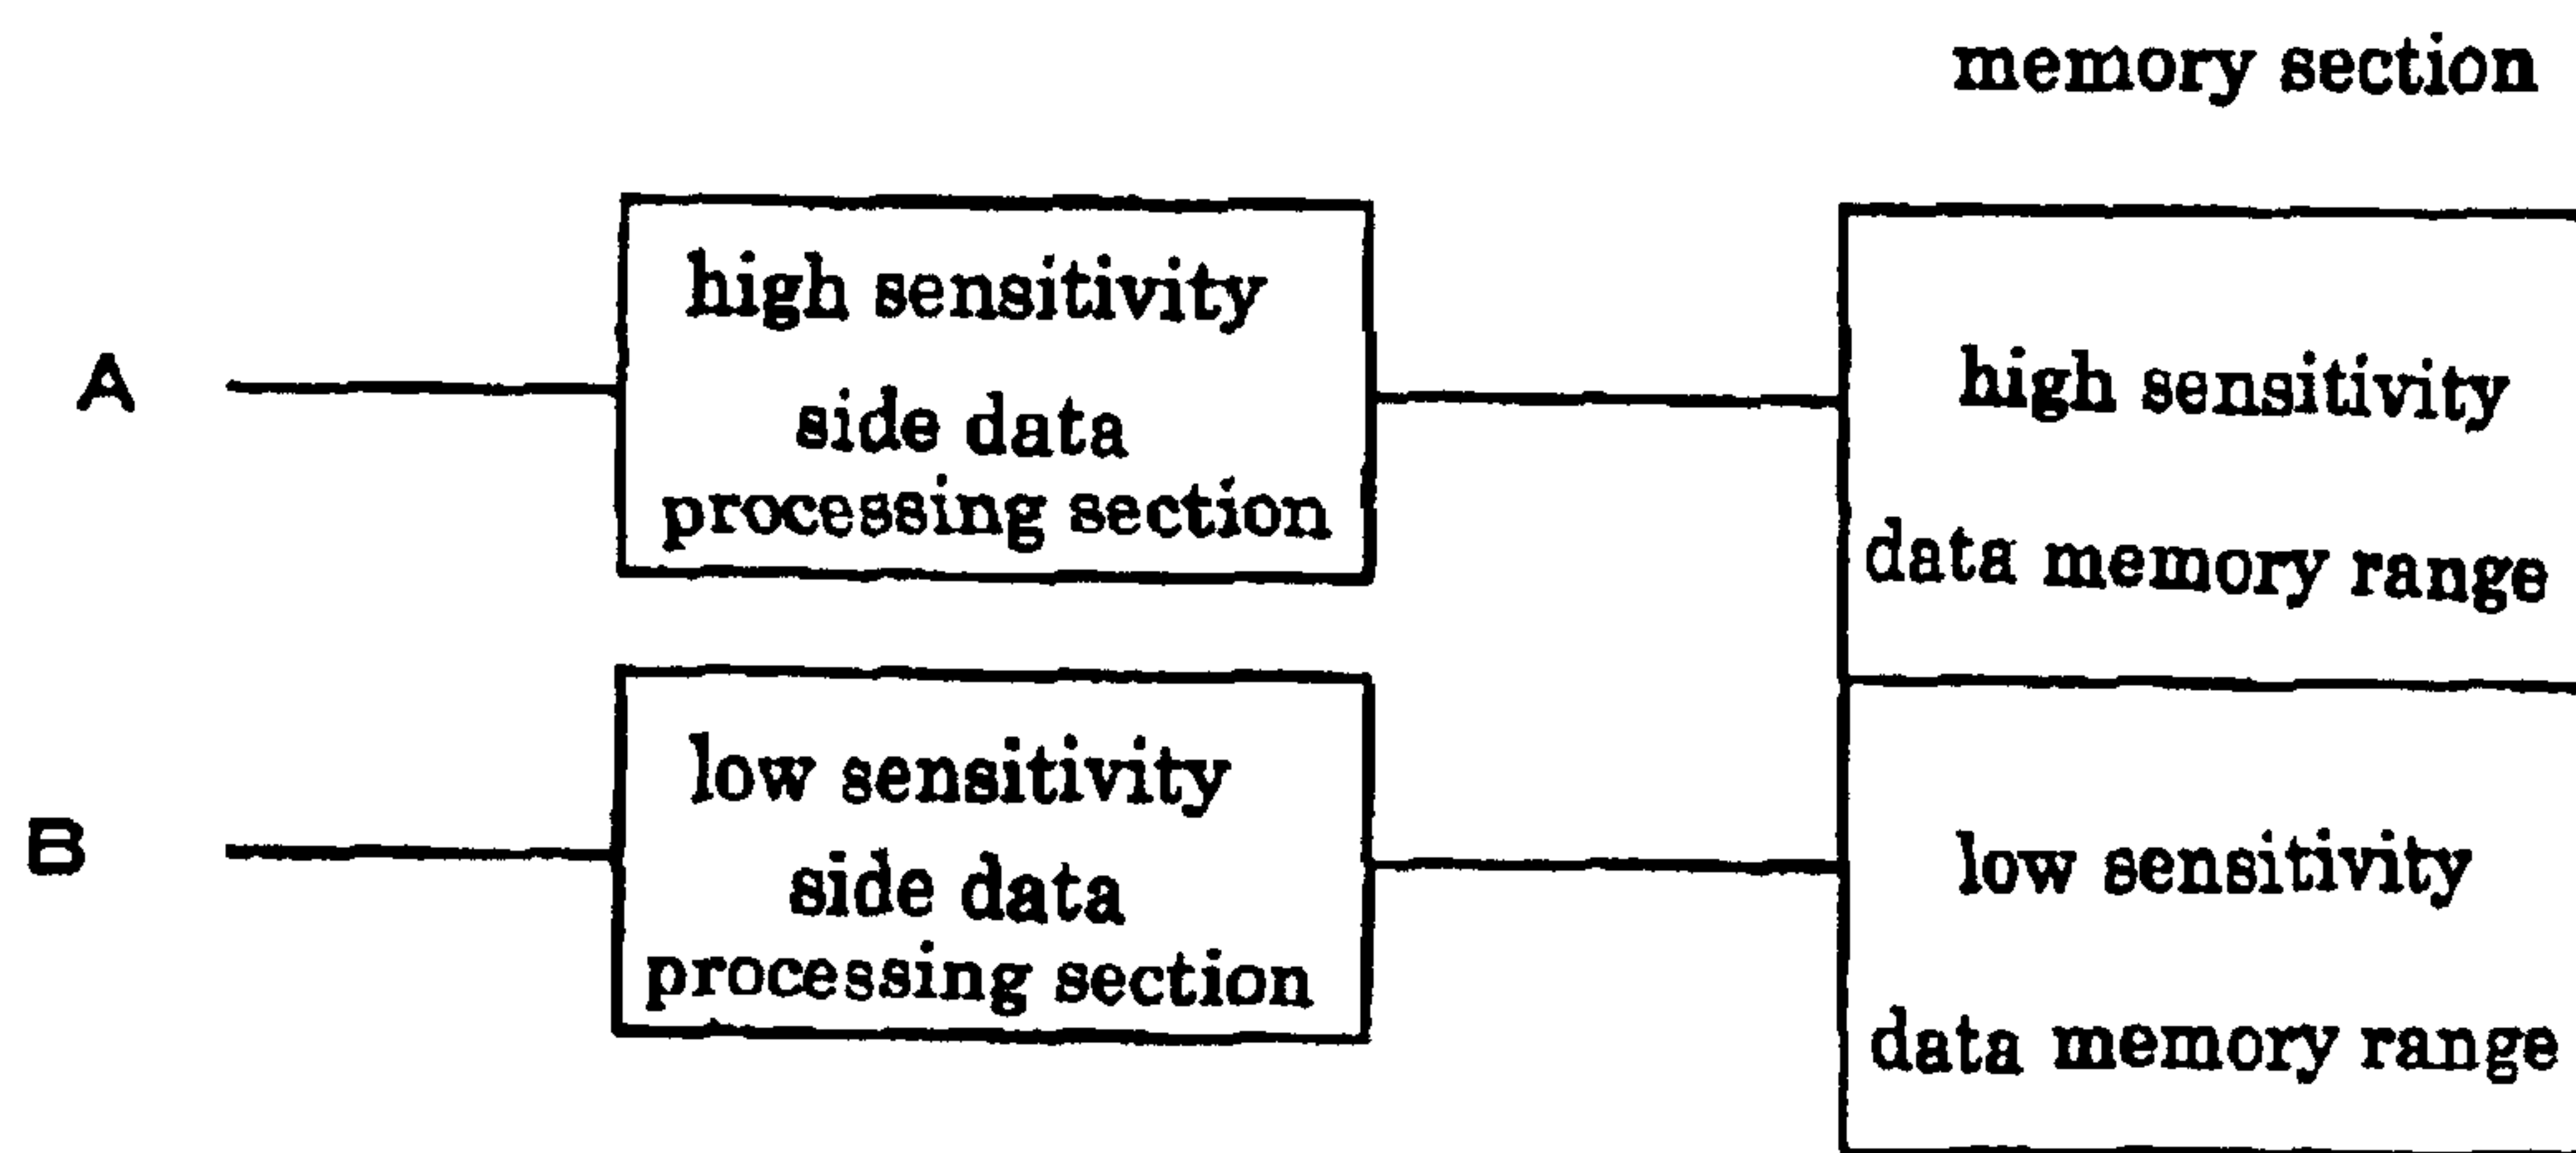 memory section
A
high sensitivity
side data
processing section
high sensitivity
data memory range
B
low sensitivity
side data
processing section
low sensitivity
data memory range